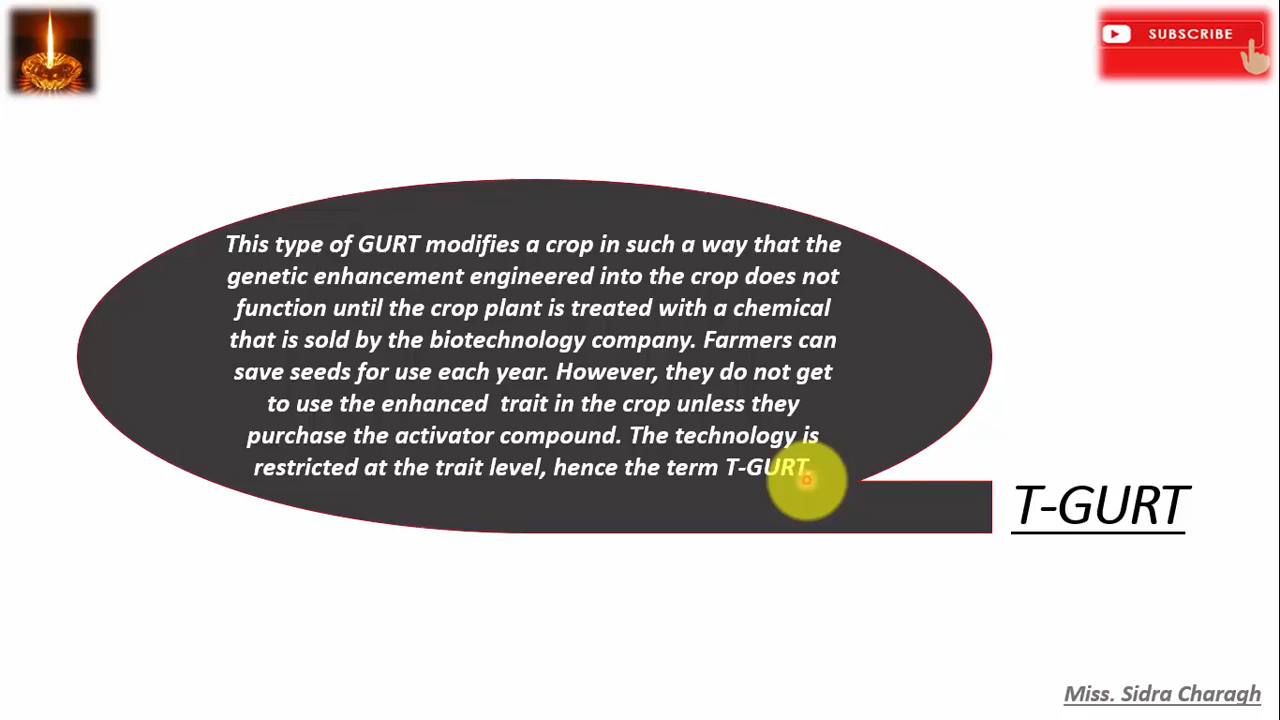 SUBSCRIBE
This type of GURT modifies a crop in such a way that the
genetic enhancement engineered into the crop does not
function until the crop plant is treated with a chemical
that is sold by the biotechnology company. Farmers can
save seeds for use each year. However, they do not get
to use the enhanced trait in the crop unless they
purchase the activator compound. The technology is
restricted at the trait level, hence the term T-GURT.
T-GURT
Miss. Sidra Charagh